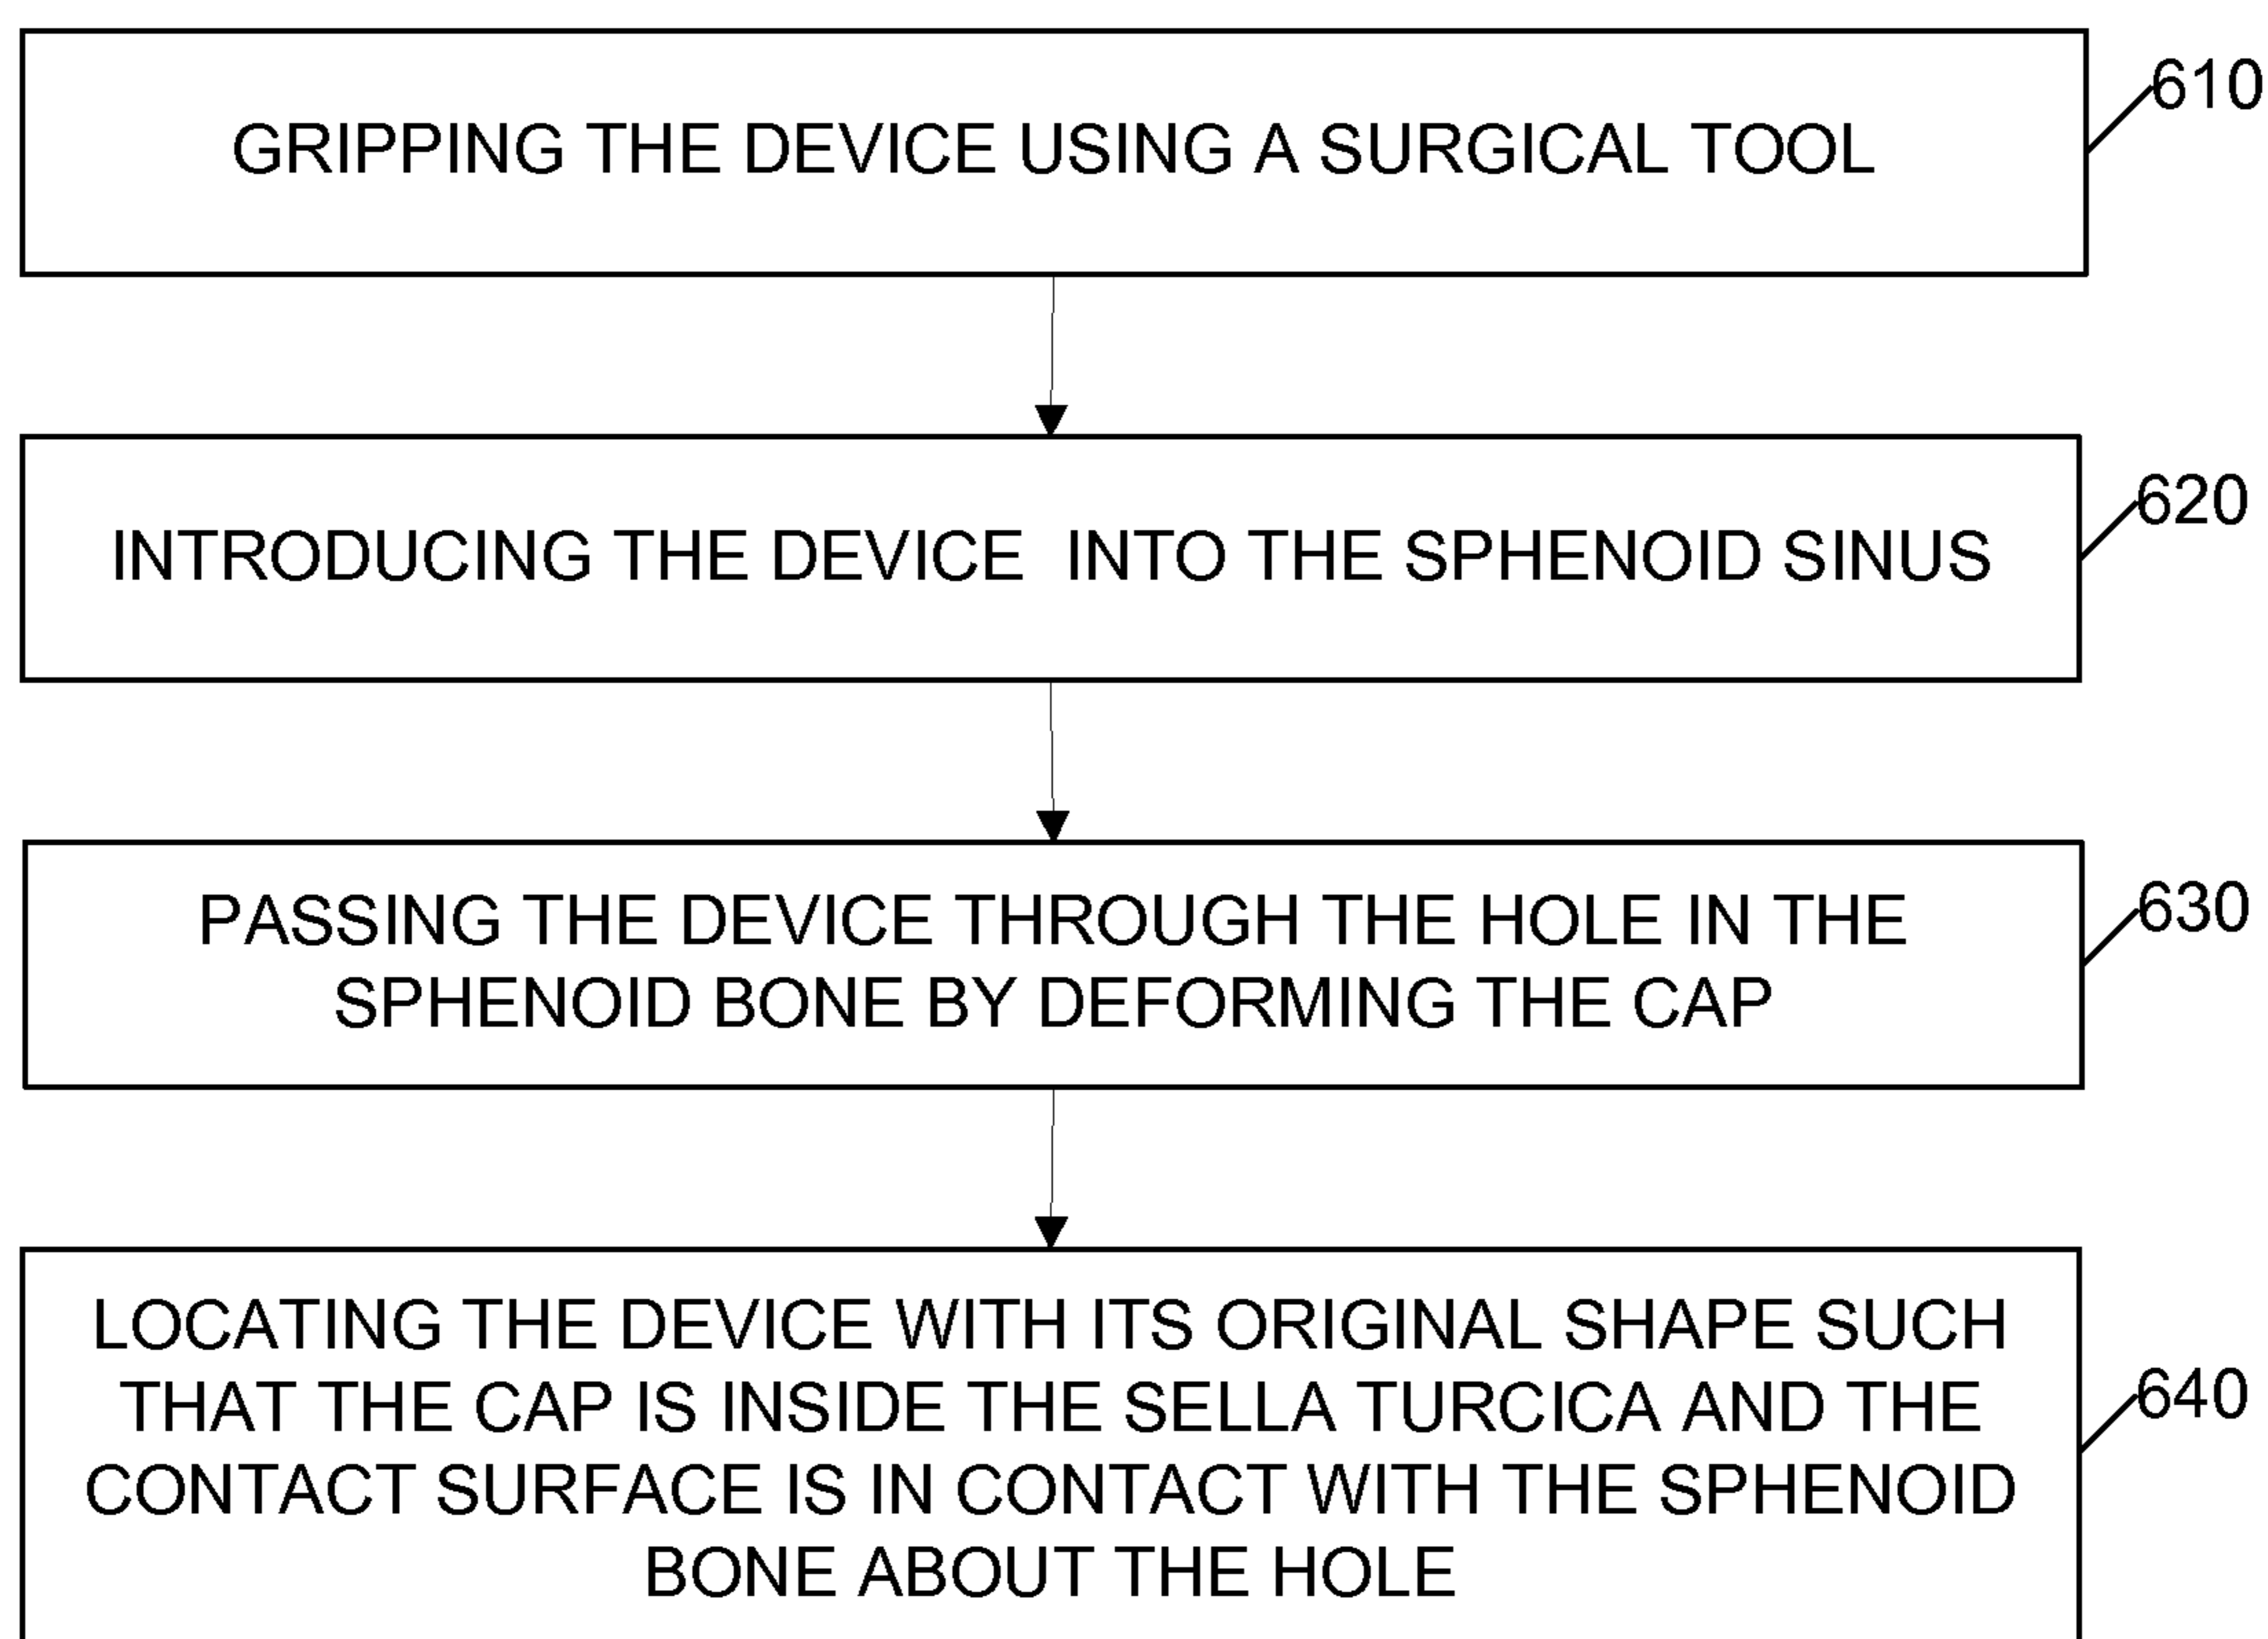 610
GRIPPING THE DEVICE USING A SURGICAL TOOL
620
INTRODUCING THE DEVICE INTO THE SPHENOID SINUS
630
PASSING THE DEVICE THROUGH THE HOLE IN THE
SPHENOID BONE BY DEFORMING THE CAP
LOCATING THE DEVICE WITH ITS ORIGINAL SHAPE SUCH
640
THAT THE CAP IS INSIDE THE SELLA TURCICA AND THE
CONTACT SURFACE IS IN CONTACT WITH THE SPHENOID
BONE ABOUT THE HOLE